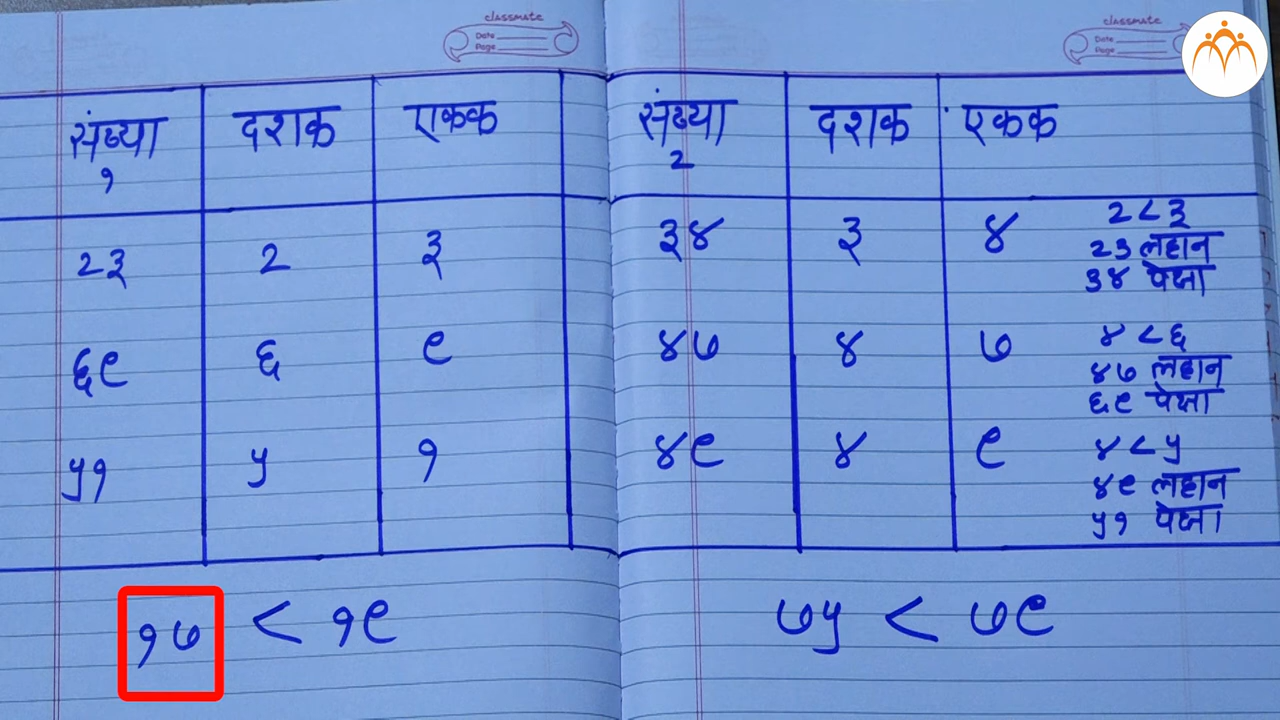 classmate
Date
Page
classmate
Date
Page
संख्या १ दशक एकक संख्या २ दशक एकक
२३ २ ३ ३४ ३ ४ २ < ३
२३ लहान
३४ पेक्षा
६९ ६ ९ ४७ ४ ७ ४ < ६
४७ लहान
६९ पेक्षा
५१ ५ १ ४९ ४ ९ ४ < ५
४९ लहान
५१ पेक्षा
१७ < १९ ७५ < ७९